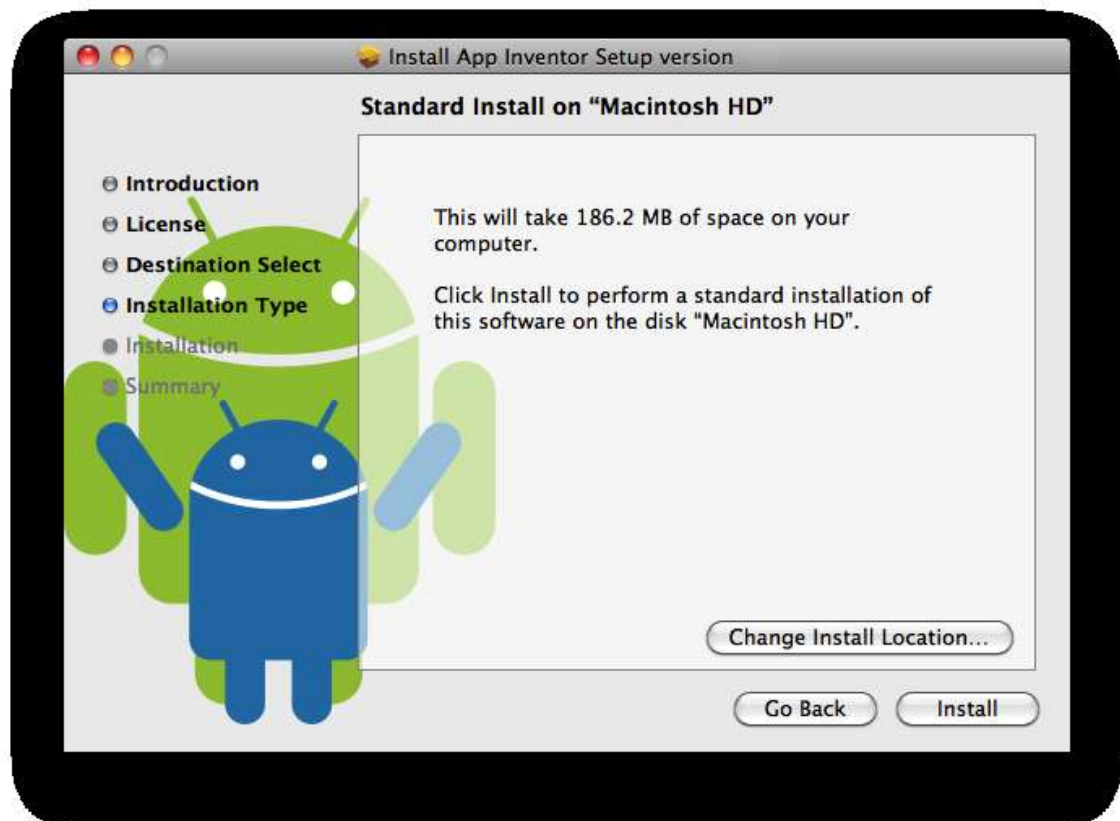 Install App Inventor Setup version
Standard Install on “Macintosh HD”
Introduction
License
Destination Select
Installation Type
Installation
Summary
This will take 186.2 MB of space on your
computer.
Click Install to perform a standard installation of
this software on the disk “Macintosh HD”.
Change Install Location...
Go Back
Install